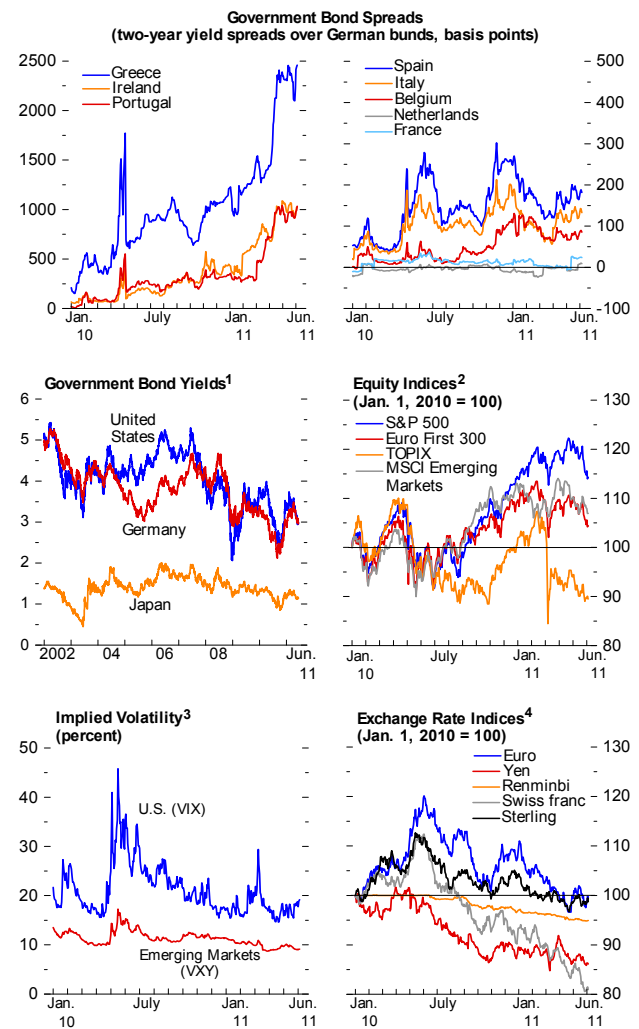 Government Bond Spreads
(two-year yield spreads over German bunds, basis points)
Greece
Ireland
Portugal
2500
2000
1500
1000
500
0
Jan.
10
July
Jan.
11
Jun.
11
Spain
Italy
Belgium
Netherlands
France
500
400
300
200
100
0
-100
Jan.
10
July
Jan.
11
Jun.
11
Government Bond Yields1
United
States
Germany
Japan
6
5
4
3
2
1
0
2002
04
06
08
Jun.
11
Equity Indices2
(Jan. 1, 2010 = 100)
S&P 500
Euro First 300
TOPIX
MSCI Emerging
Markets
130
120
110
100
90
80
Jan.
10
July
Jan.
11
Jun.
11
Implied Volatility3
(percent)
U.S. (VIX)
Emerging Markets
(VXY)
50
40
30
20
10
0
Jan.
10
July
Jan.
11
Jun.
11
Exchange Rate Indices4
(Jan. 1, 2010 = 100)
Euro
Yen
Renminbi
Swiss franc
Sterling
130
120
110
100
90
80
Jan.
10
July
Jan.
11
Jun.
11